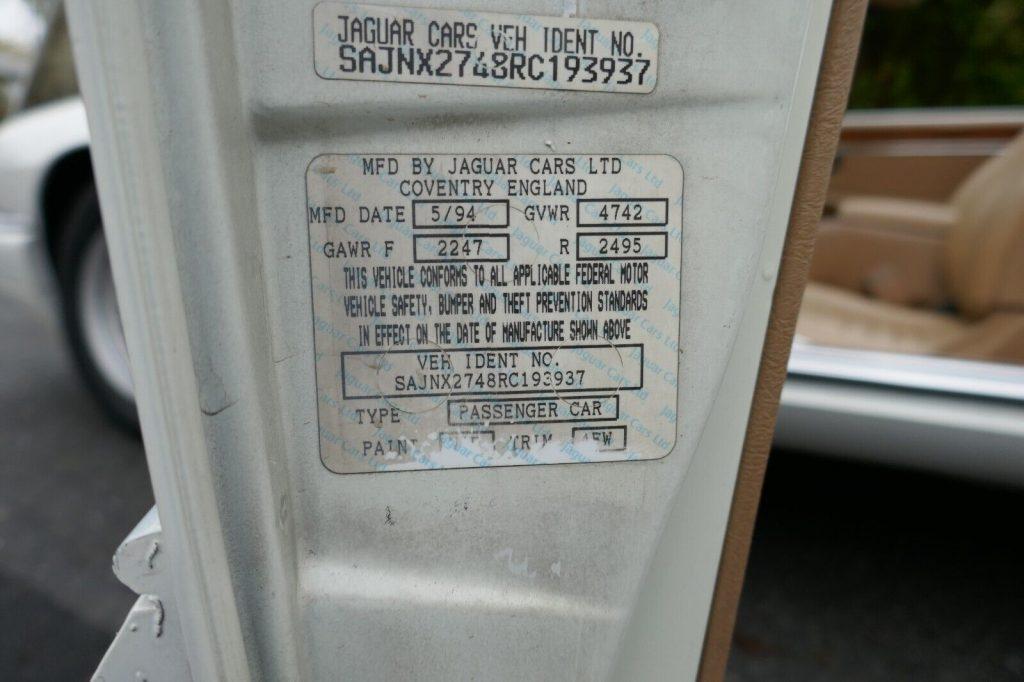 JAGUAR CARS VEH IDENT NO.
SAJNX2748RC193937
MFD BY JAGUAR CARS LTD
COVENTRY ENGLAND
MFD DATE 5/94 GVWR 4742
GAWR F 2247 R 2495
THIS VEHICLE CONFORMS TO ALL APPLICABLE FEDERAL MOTOR
VEHICLE SAFETY, BUMPER AND THEFT PREVENTION STANDARDS
IN EFFECT ON THE DATE OF MANUFACTURE SHOWN ABOVE
VEH IDENT NO.
SAJNX2748RC193937
TYPE PASSENGER CAR
PAINT TRIM